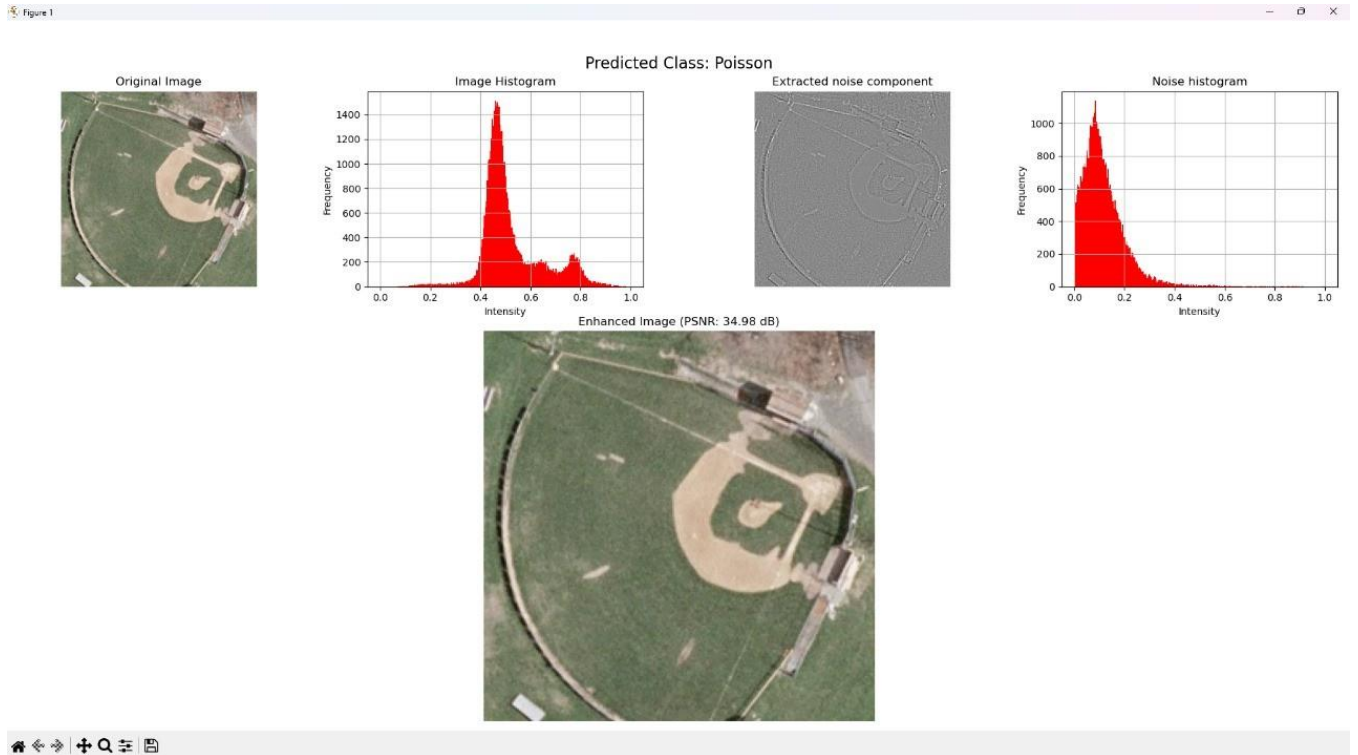 Figure 1
Predicted Class: Poisson
Original Image
Image Histogram
Extracted noise component
Noise histogram
1400
1200
1000
800
600
400
200
0
Frequency
0.0 0.2 0.4 0.6 0.8 1.0
Intensity
1000
800
600
400
200
0
Frequency
0.0 0.2 0.4 0.6 0.8 1.0
Intensity
Enhanced Image (PSNR: 34.98 dB)